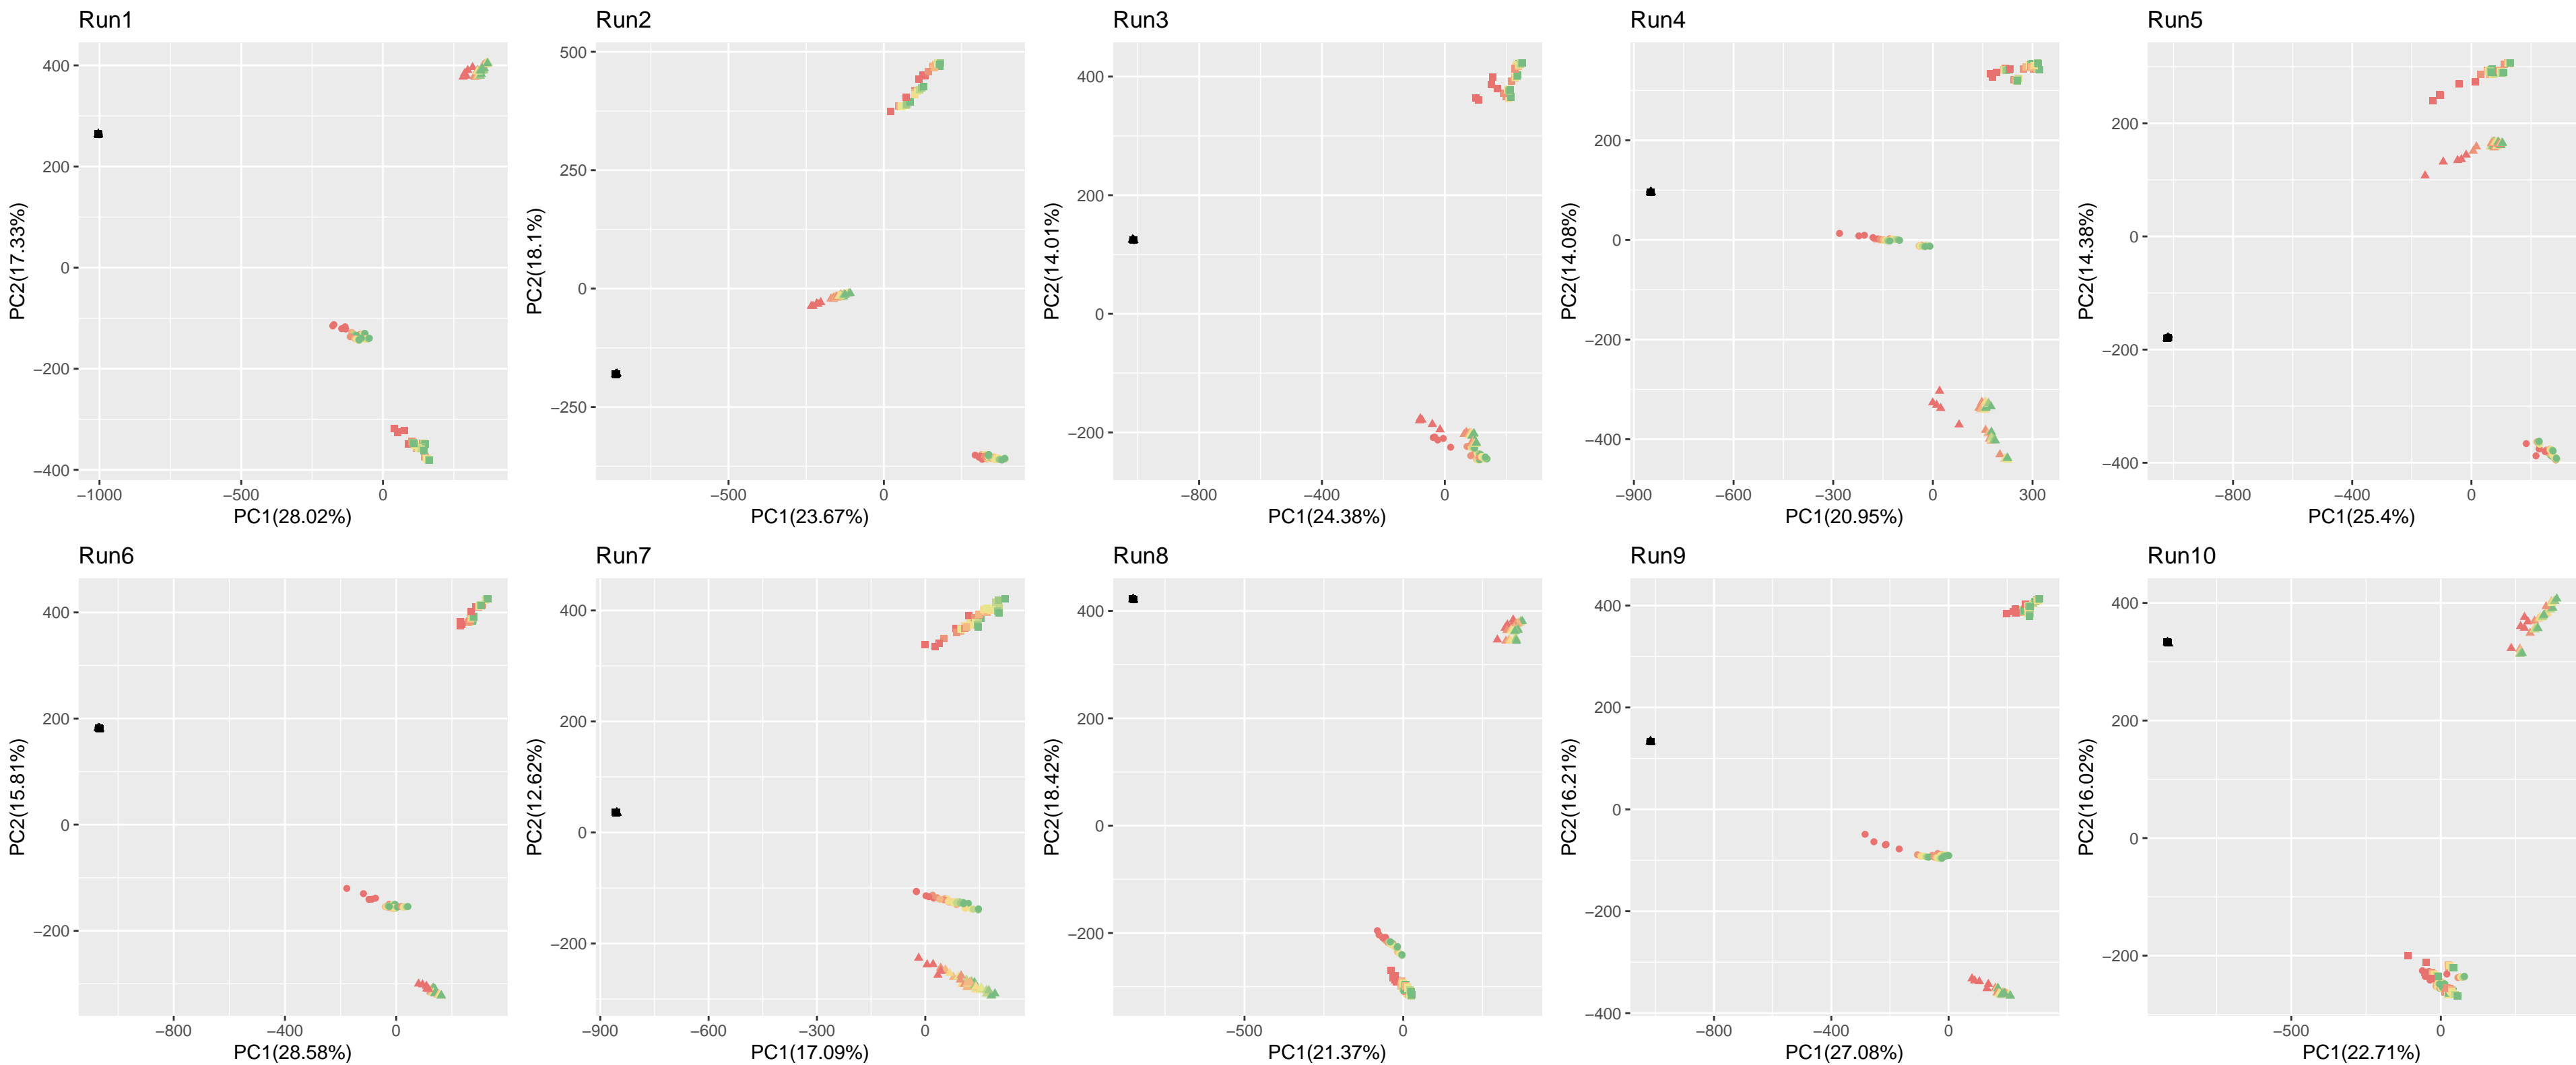 Run1
Run2
Run3
Run4
Run5
400
200
0
−200
−400
PC2(17.33%)
−1000
−500
0
PC1(28.02%)
500
250
0
−250
PC2(18.1%)
−500
0
PC1(23.67%)
400
200
0
−200
PC2(14.01%)
−800
−400
0
PC1(24.38%)
200
0
−200
−400
PC2(14.08%)
−900
−600
−300
0
300
PC1(20.95%)
200
0
−200
−400
PC2(14.38%)
−800
−400
0
PC1(25.4%)
Run6
Run7
Run8
Run9
Run10
400
200
0
−200
PC2(15.81%)
−800
−400
0
PC1(28.58%)
400
200
0
−200
PC2(12.62%)
−900
−600
−300
0
PC1(17.09%)
400
200
0
−200
PC2(18.42%)
−500
0
PC1(21.37%)
400
200
0
−200
−400
PC2(16.21%)
−800
−400
0
PC1(27.08%)
400
200
0
−200
PC2(16.02%)
−500
0
PC1(22.71%)